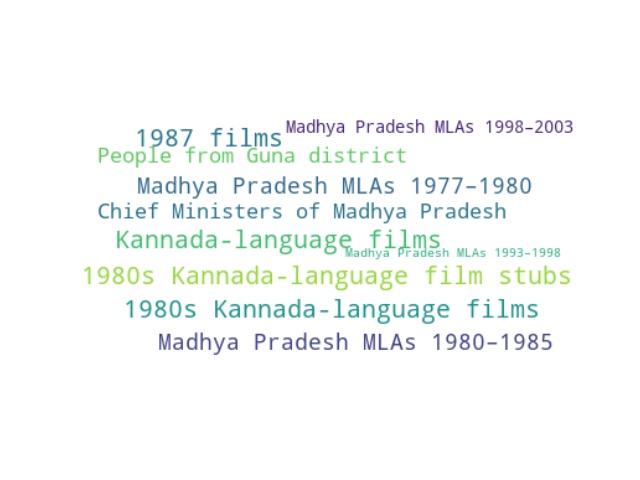 Madhya Pradesh MLAs 1998–2003
1987 films
People from Guna district
Madhya Pradesh MLAs 1977–1980
Chief Ministers of Madhya Pradesh
Kannada-language films
Madhya Pradesh MLAs 1993–1998
1980s Kannada-language film stubs
1980s Kannada-language films
Madhya Pradesh MLAs 1980–1985